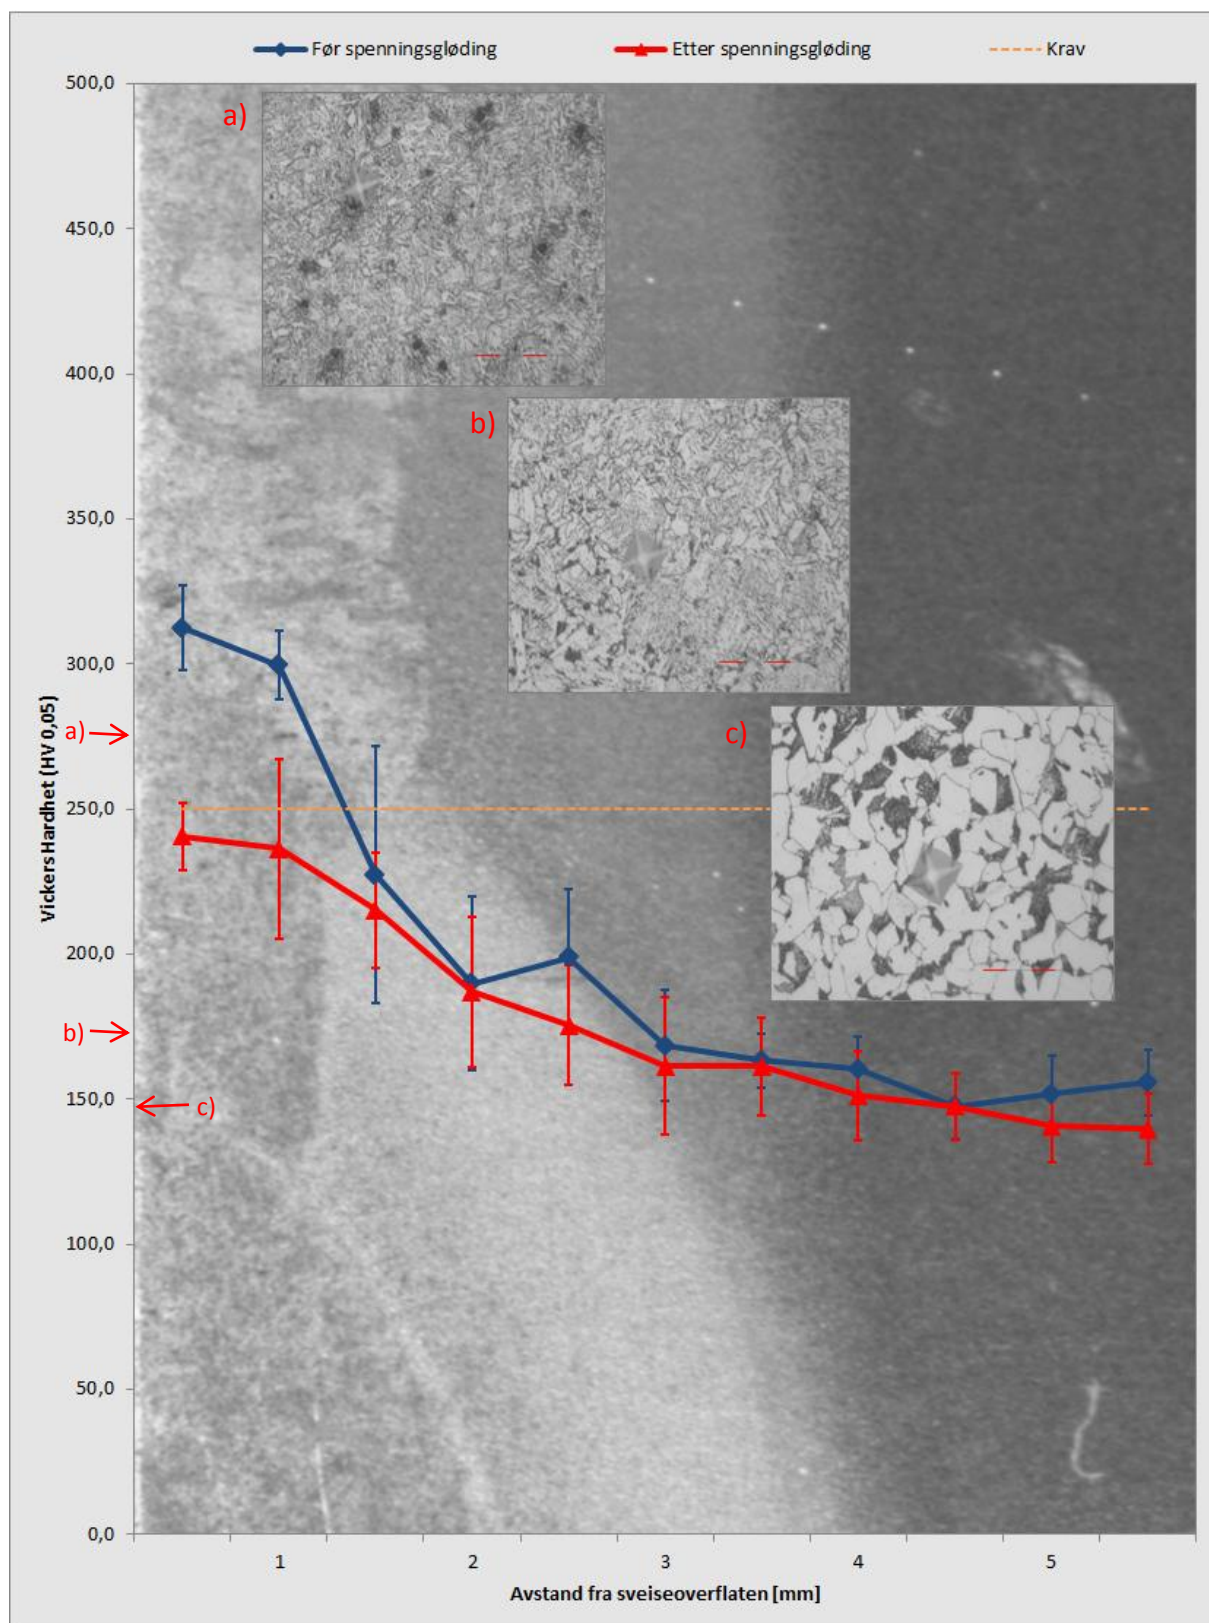 Før spenningsgløding Etter spenningsgløding Krav
500,0
450,0
400,0
350,0
300,0
250,0
200,0
150,0
100,0
50,0
0,0
VickersHardhet (HV 0,05)
a)
b)
c)
a)
b)
c)
1 2 3 4 5
Avstand fra sveiseoverflaten [mm]